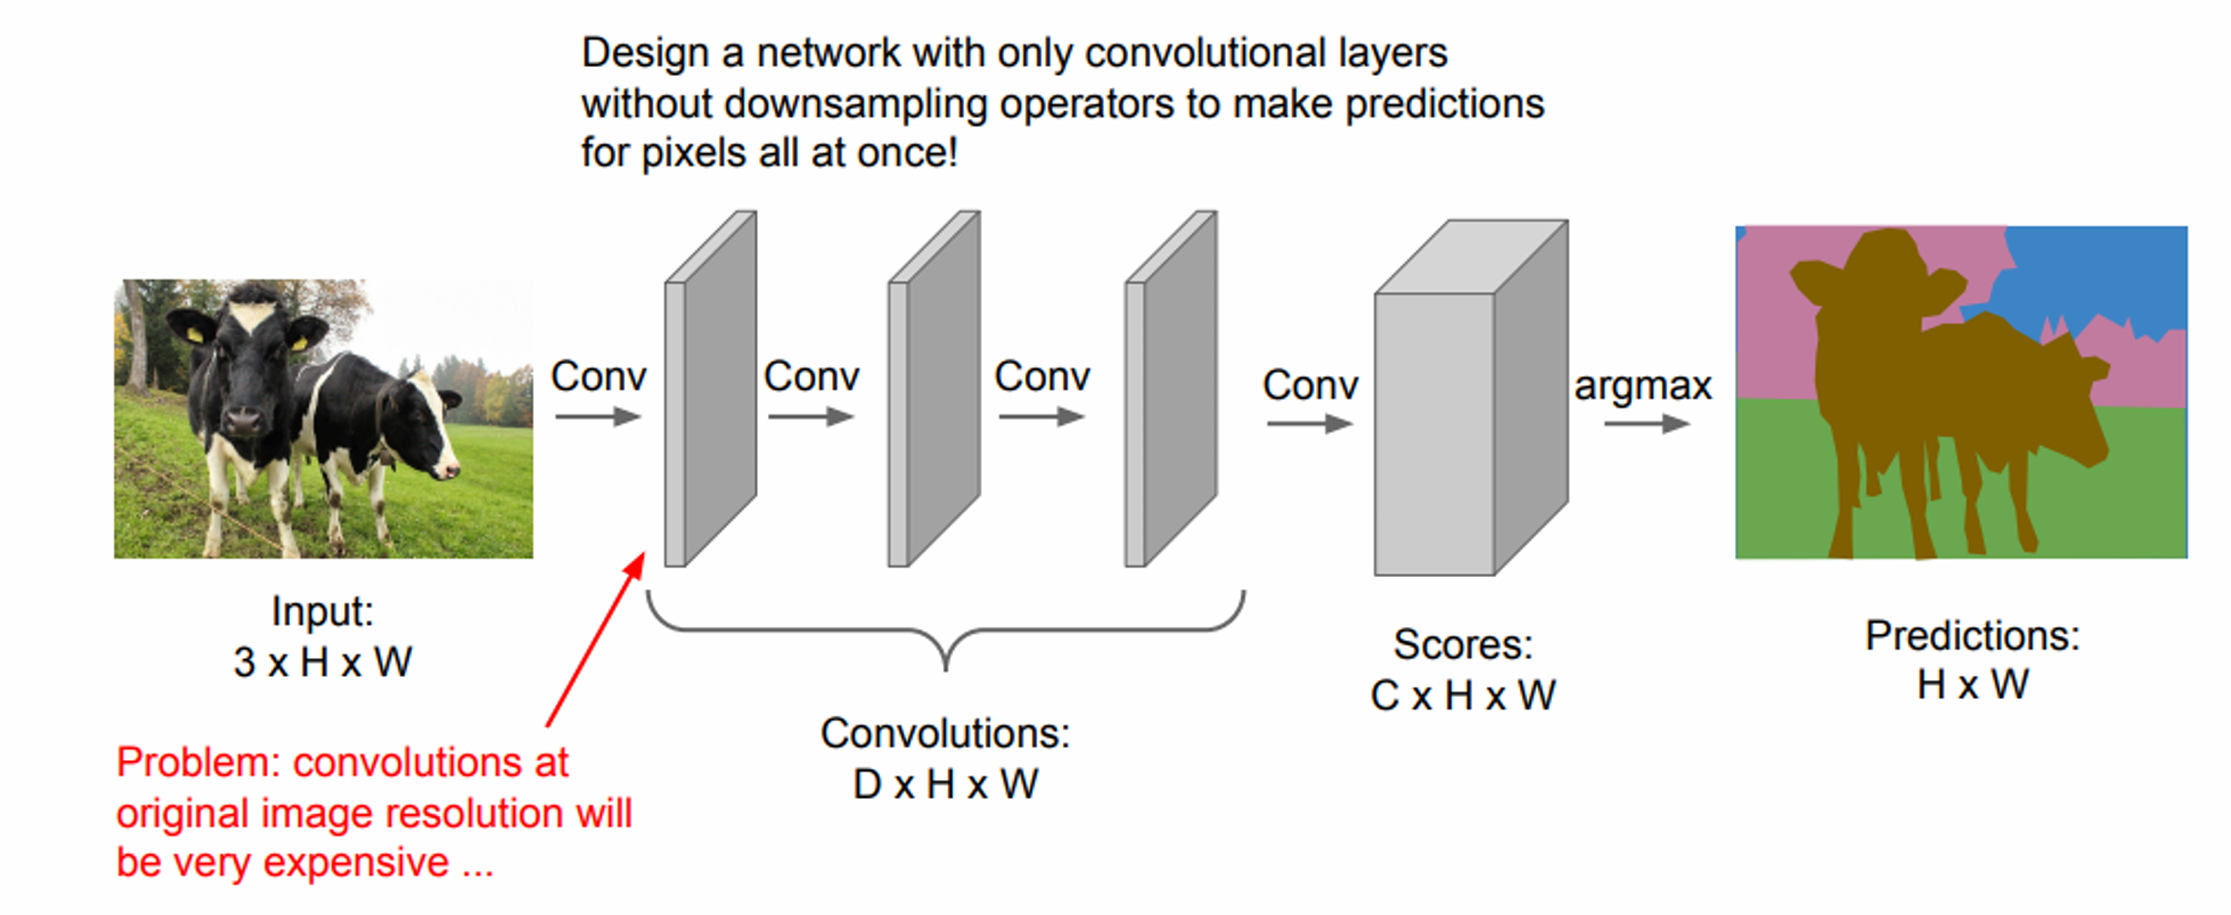 Design a network with only convolutional layers
without downsampling operators to make predictions
for pixels all at once!
Conv
Conv
Conv
Conv
argmax
Input:
3 x H x W
Problem: convolutions at
original image resolution will
be very expensive ...
Convolutions:
D x H x W
Scores:
C x H x W
Predictions:
H x W